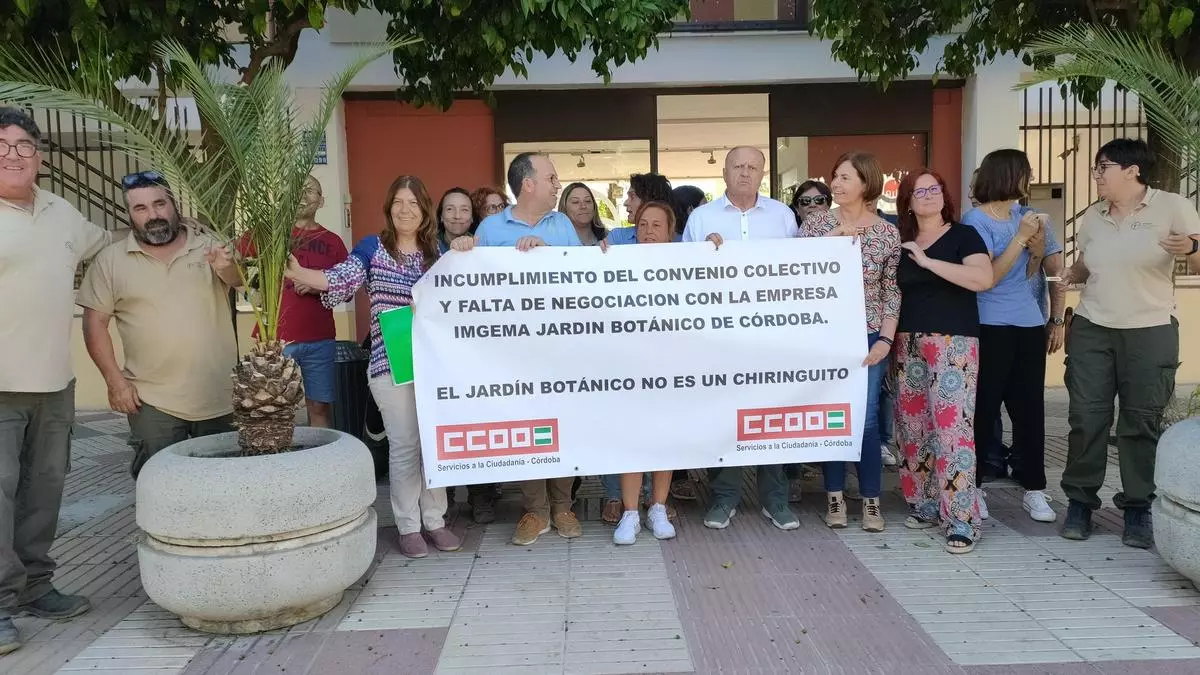 INCUMPLIMIENTO DEL CONVENIO COLECTIVO
Y FALTA DE NEGOCIACION CON LA EMPRESA
IMGEMA JARDIN BOTÁNICO DE CÓRDOBA.
EL JARDÍN BOTÁNICO NO ES UN CHIRINGUITO
CCOO
Servicios a la Ciudadanía - Córdoba
CCOO
Servicios a la Ciudadanía - Córdoba